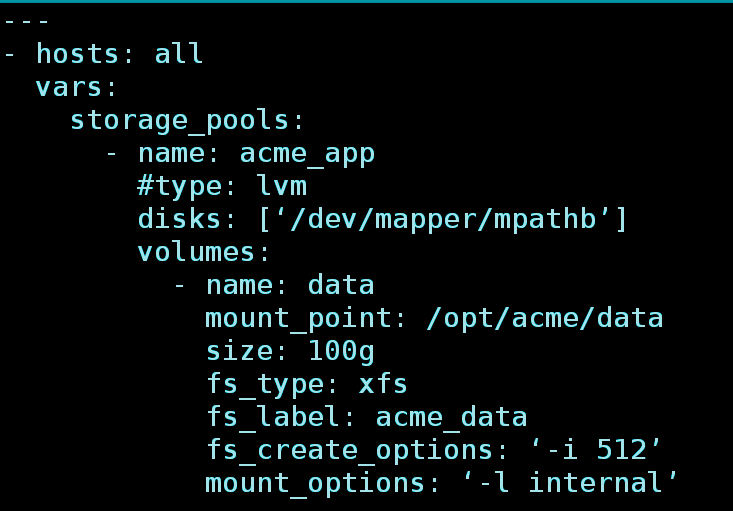 ---
- hosts: all
  vars:
    storage_pools:
      - name: acme_app
        #type: lvm
        disks: [‘/dev/mapper/mpathb’]
        volumes:
          - name: data
            mount_point: /opt/acme/data
            size: 100g
            fs_type: xfs
            fs_label: acme_data
            fs_create_options: ‘-i 512’
            mount_options: ‘-l internal’